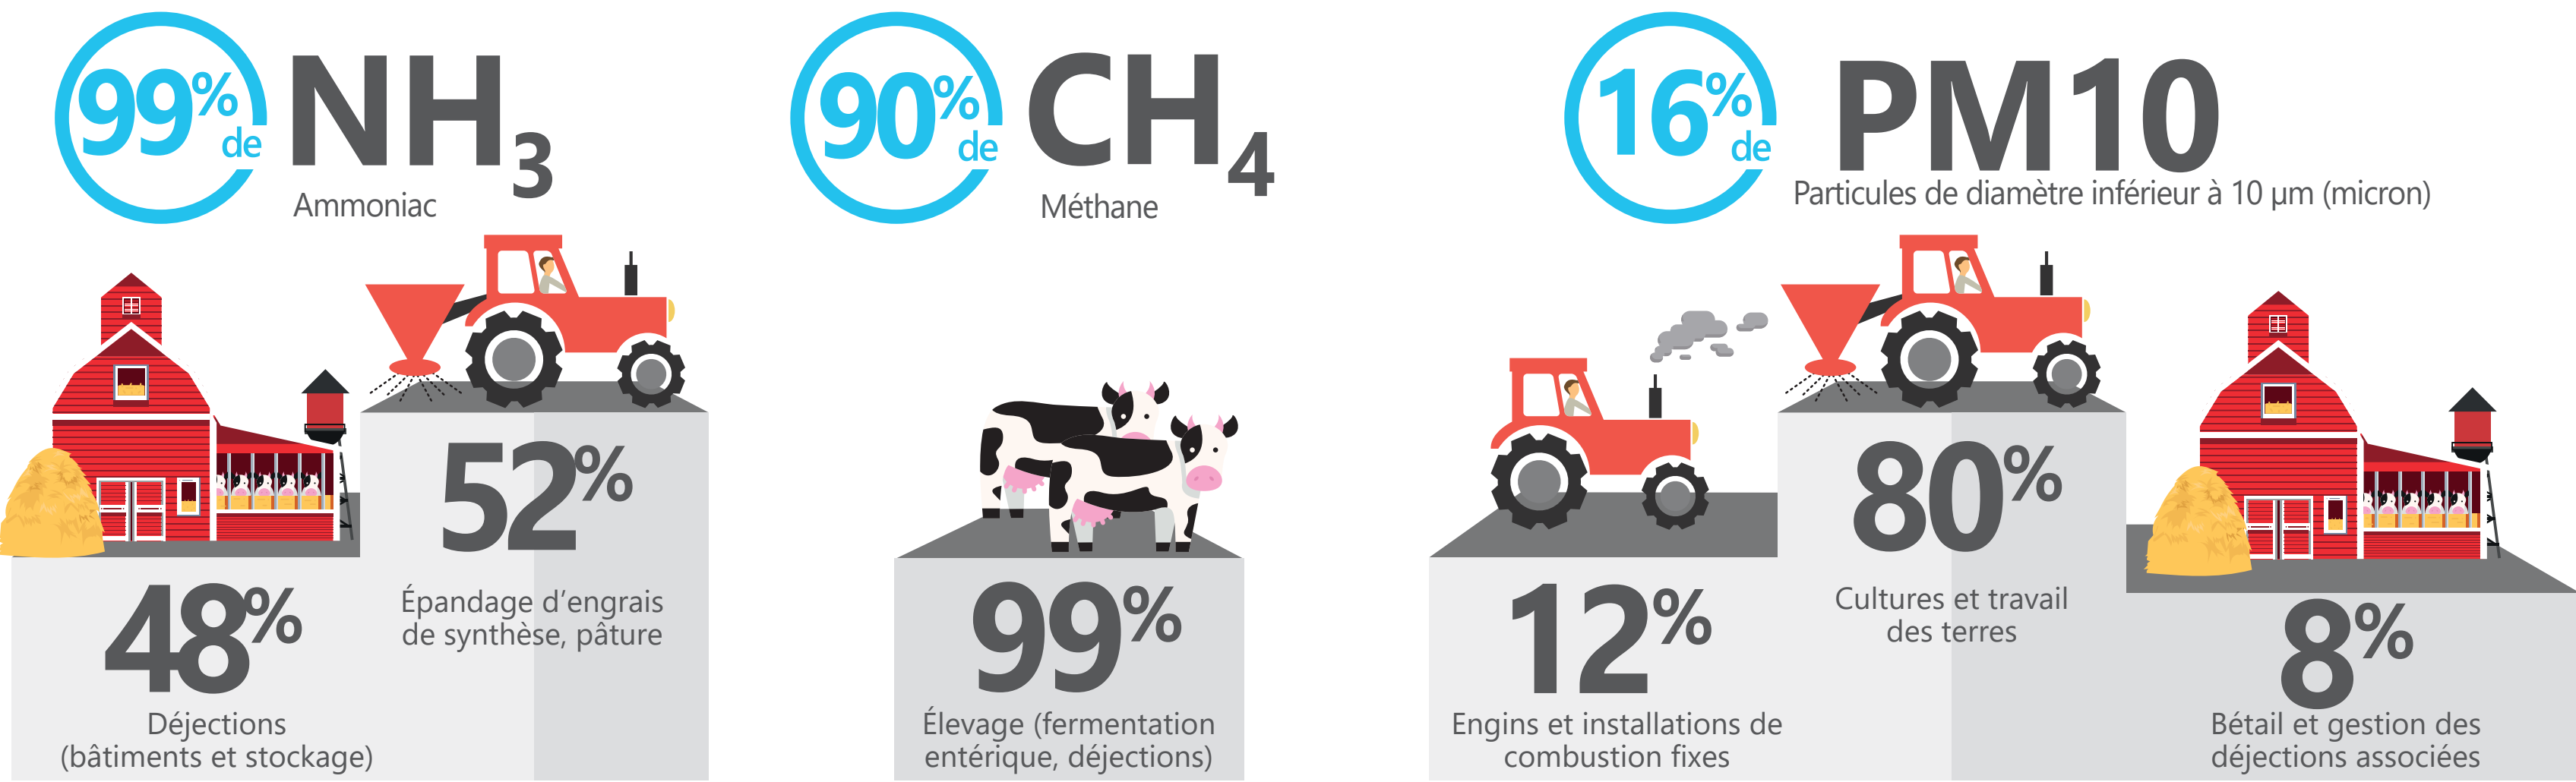 99% de NH3
Ammoniac
48%
Déjections
(bâtiments et stockage)
52%
Épandage d’engrais
de synthèse, pâture
90% de CH4
Méthane
99%
Élevage (fermentation
entérique, déjections)
16% de PM10
Particules de diamètre inférieur à 10 µm (micron)
12%
Engins et installations de
combustion fixes
80%
Cultures et travail
des terres
8%
Bétail et gestion des
déjections associées